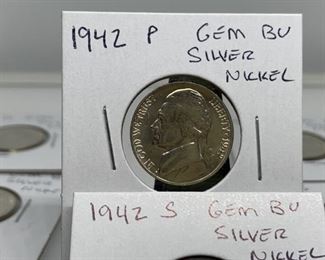 1942 P GEM BU
SILVER
NICKEL
IN GOD WE TRUST
LIBERTY
1942 S GEM BU
SILVER
NICKEL